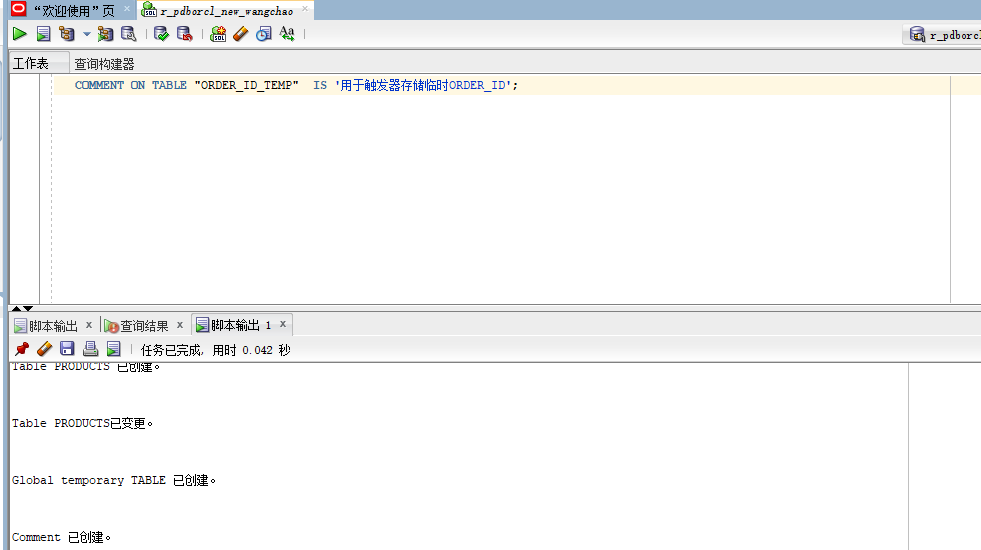 “欢迎使用”页
r_pdborcl_new_wangchao
r_pdborcl
工作表 查询构建器
COMMENT ON TABLE "ORDER_ID_TEMP"  IS '用于触发器存储临时ORDER_ID';
脚本输出 x 查询结果 x 脚本输出 1 x
任务已完成, 用时 0.042 秒
Table PRODUCTS 已创建。
Table PRODUCTS已变更。
Global temporary TABLE 已创建。
Comment 已创建。